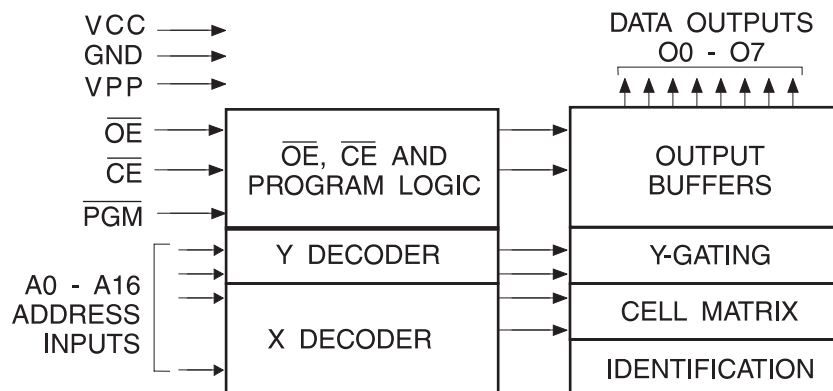 VCC
GND
VPP
OE
CE
PGM
A0 - A16
ADDRESS
INPUTS
OE, CE AND
PROGRAM LOGIC
Y DECODER
X DECODER
DATA OUTPUTS
O0 - O7
OUTPUT
BUFFERS
Y-GATING
CELL MATRIX
IDENTIFICATION